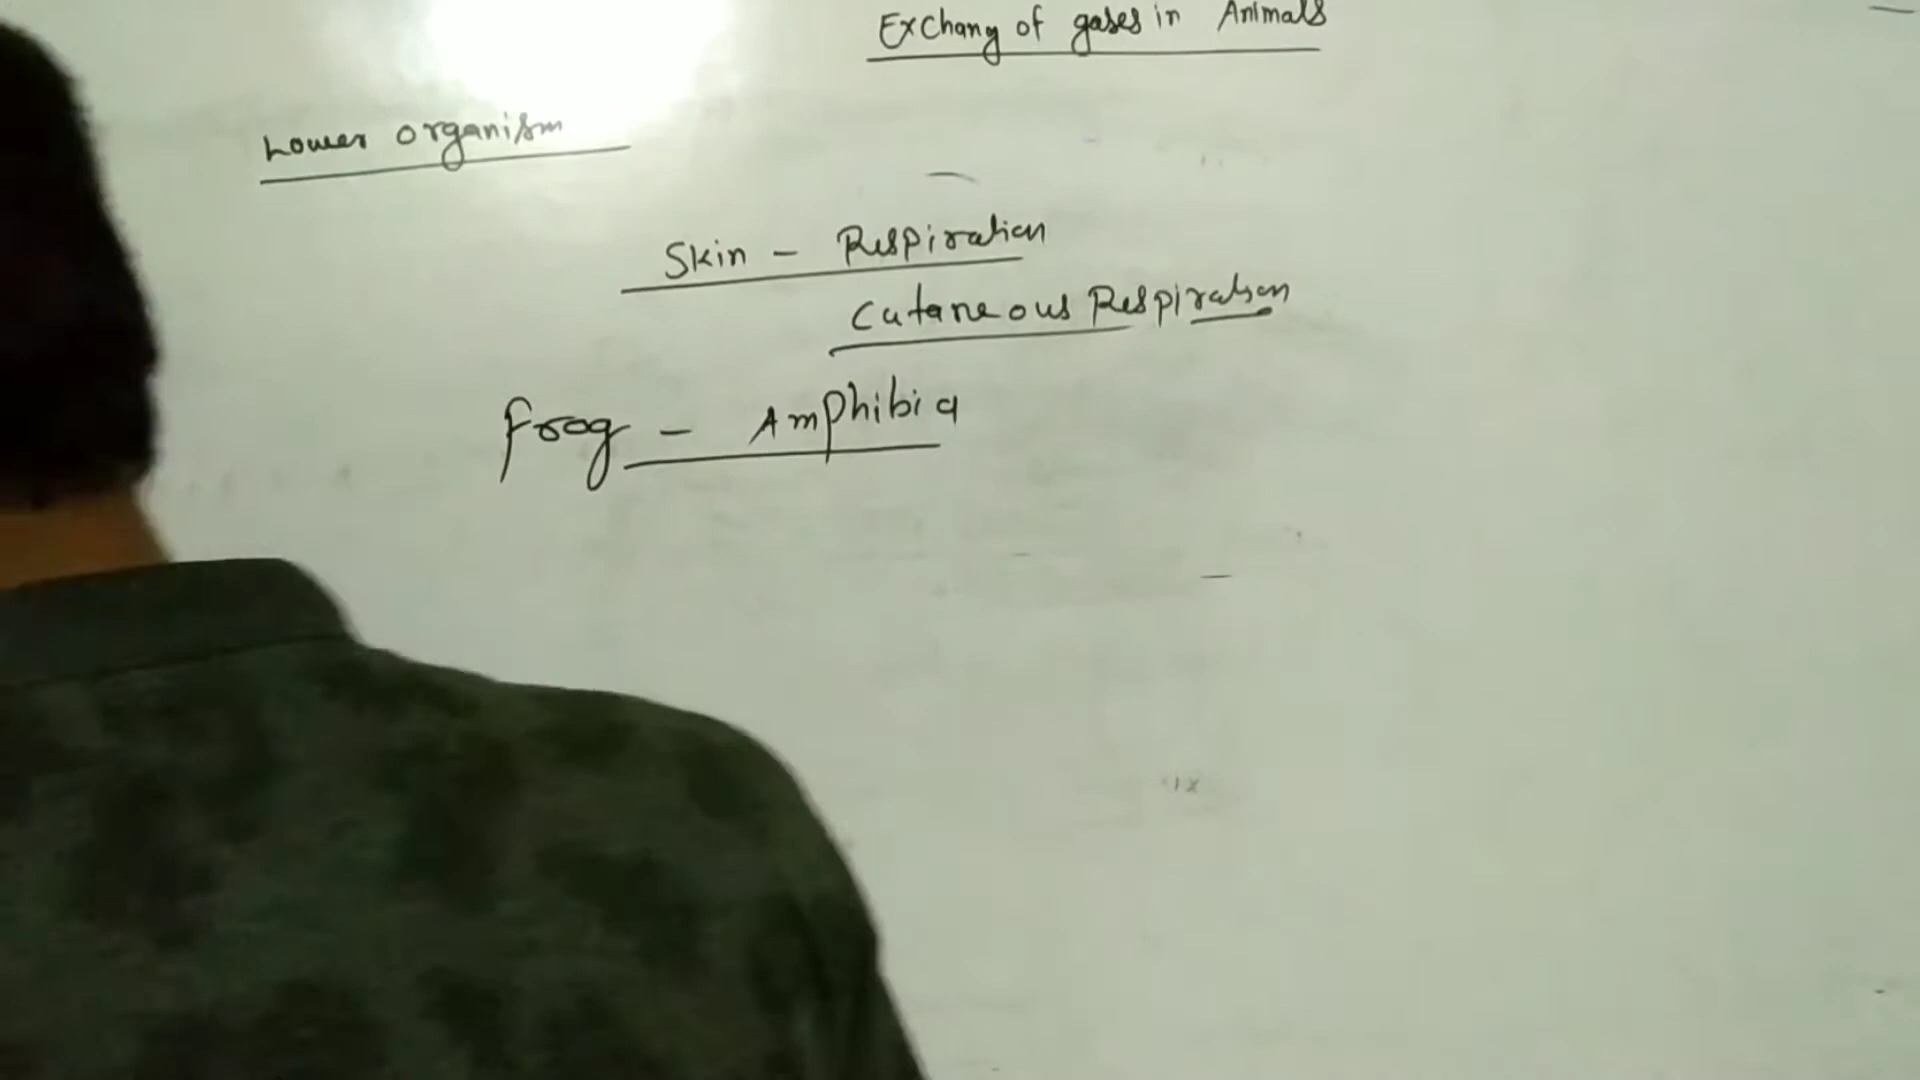 Exchang of gases in Animals
Lower organism
Skin - Respiration
Cutaneous Respiration
frog - Amphibia